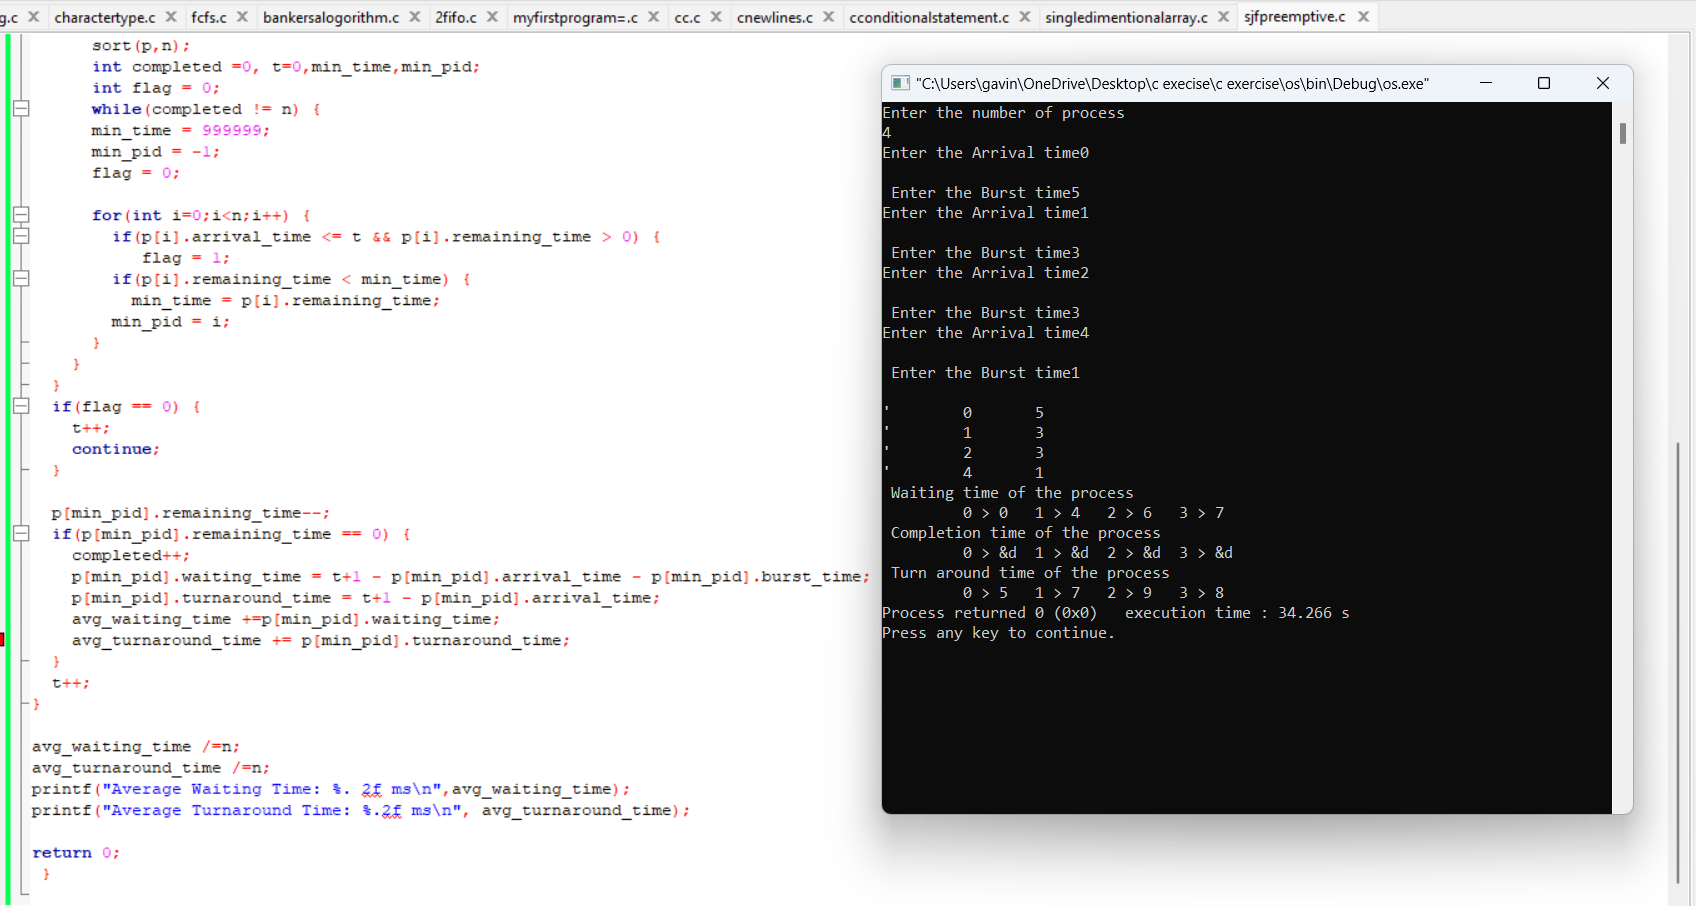 g.c charactertype.c fcfs.c bankersalogorithm.c 2fifo.c myfirstprogram=.c cc.c cnewlines.c cconditionalstatement.c singledimentionalarray.c sjfpreemptive.c
sort(p,n);
int completed =0, t=0,min_time,min_pid;
int flag = 0;
while(completed != n) {
min_time = 999999;
min_pid = -1;
flag = 0;
for(int i=0;i<n;i++) {
if(p[i].arrival_time <= t && p[i].remaining_time > 0) {
flag = 1;
if(p[i].remaining_time < min_time) {
min_time = p[i].remaining_time;
min_pid = i;
}
}
}
if(flag == 0) {
t++;
continue;
}
p[min_pid].remaining_time--;
if(p[min_pid].remaining_time == 0) {
completed++;
p[min_pid].waiting_time = t+1 - p[min_pid].arrival_time - p[min_pid].burst_time;
p[min_pid].turnaround_time = t+1 - p[min_pid].arrival_time;
avg_waiting_time +=p[min_pid].waiting_time;
avg_turnaround_time += p[min_pid].turnaround_time;
}
t++;
}
avg_waiting_time /=n;
avg_turnaround_time /=n;
printf("Average Waiting Time: %. 2f ms\n",avg_waiting_time);
printf("Average Turnaround Time: %.2f ms\n", avg_turnaround_time);
return 0;
}
"C:\Users\gavin\OneDrive\Desktop\c execise\c exercise\os\bin\Debug\os.exe"
Enter the number of process
4
Enter the Arrival time0
Enter the Burst time5
Enter the Arrival time1
Enter the Burst time3
Enter the Arrival time2
Enter the Burst time3
Enter the Arrival time4
Enter the Burst time1
' 0 5
' 1 3
' 2 3
' 4 1
Waiting time of the process
0 > 0 1 > 4 2 > 6 3 > 7
Completion time of the process
0 > &d 1 > &d 2 > &d 3 > &d
Turn around time of the process
0 > 5 1 > 7 2 > 9 3 > 8
Process returned 0 (0x0) execution time : 34.266 s
Press any key to continue.